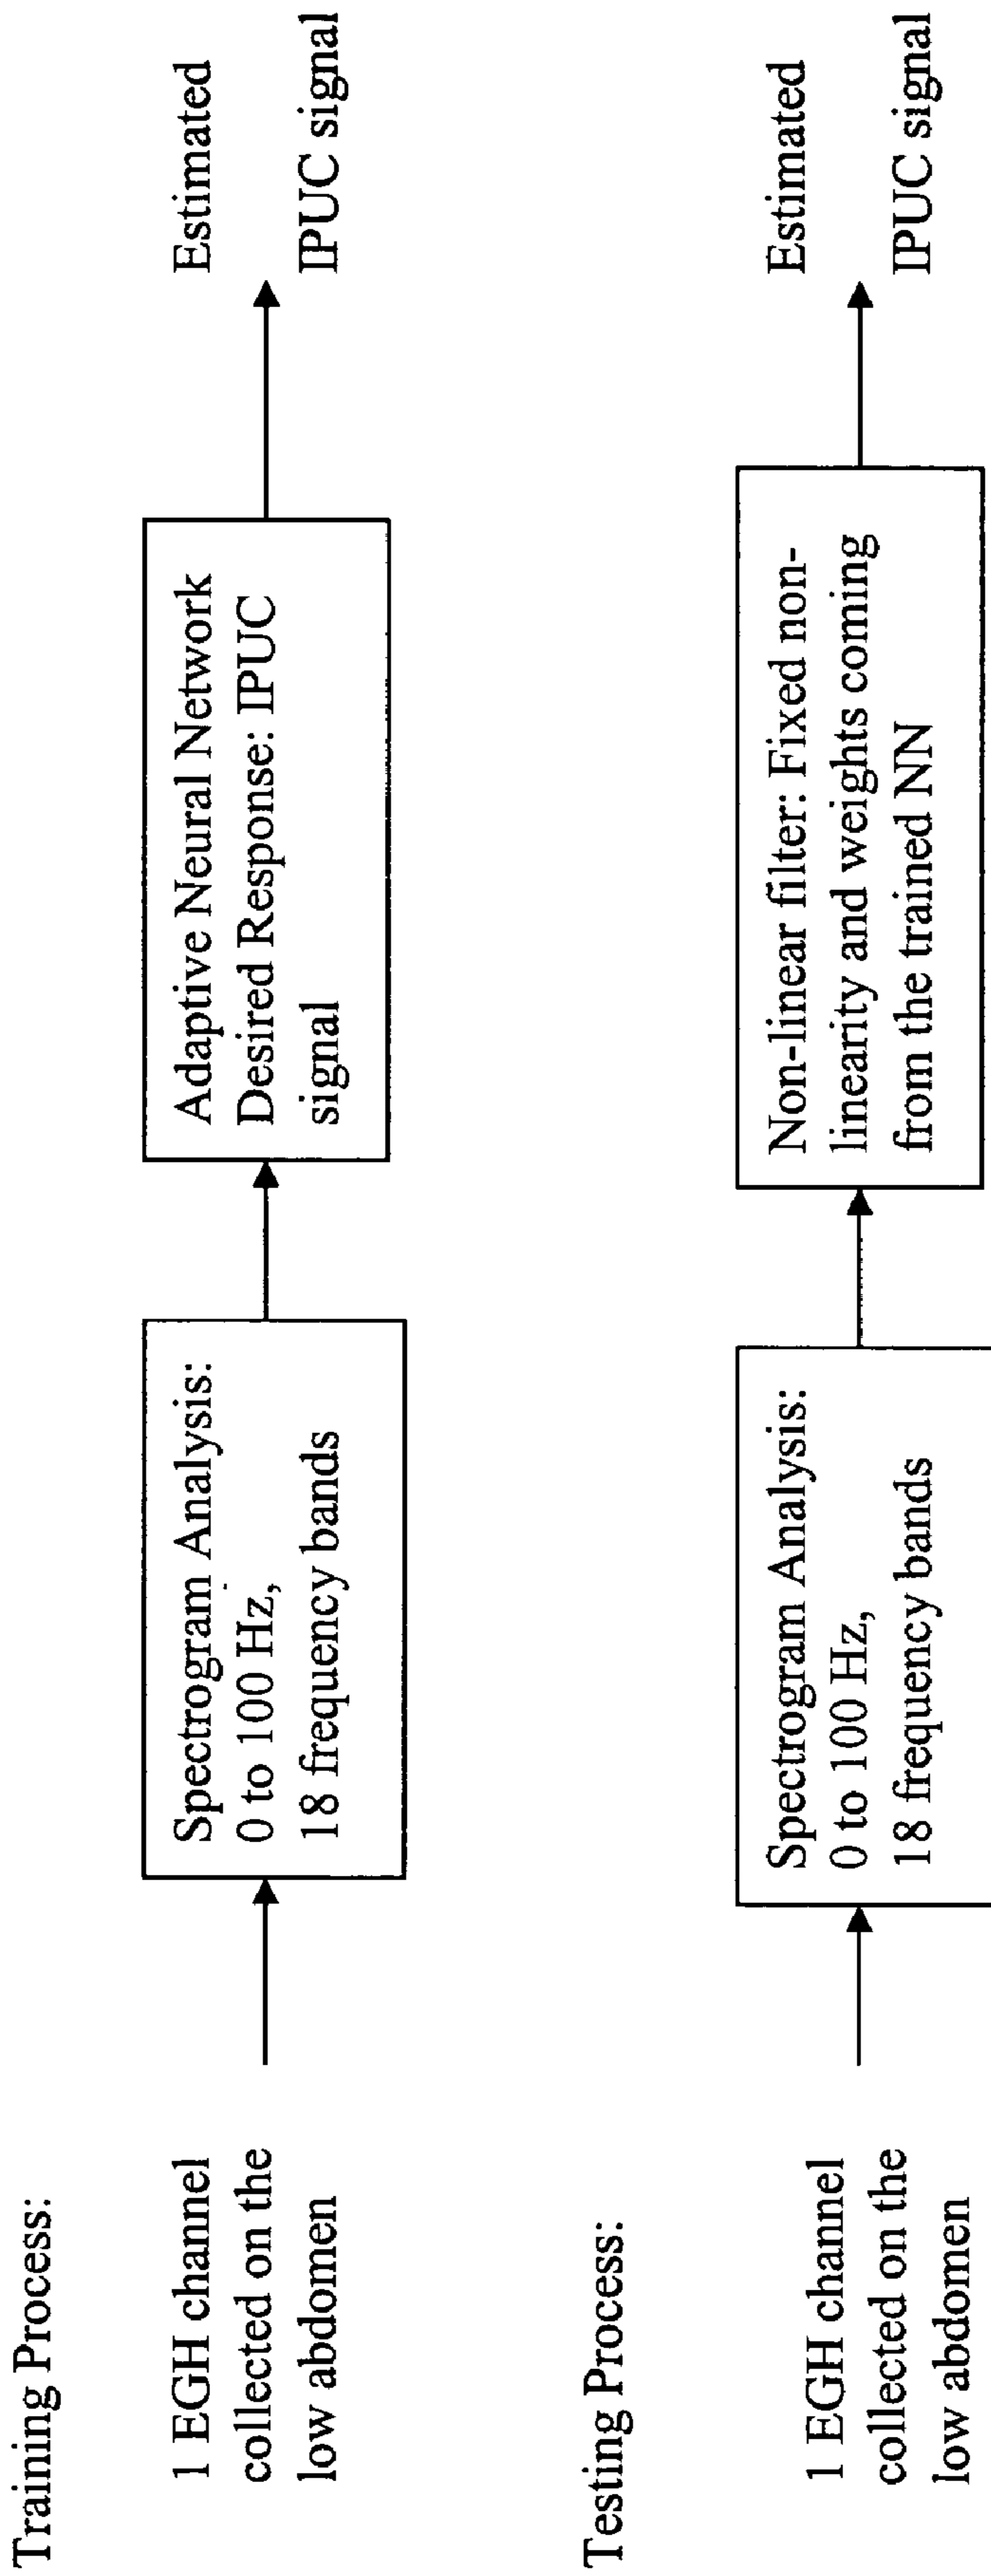 Training Process:
1 EGH channel
collected on the
low abdomen
Spectrogram Analysis:
0 to 100 Hz,
18 frequency bands
Adaptive Neural Network
Desired Response: IPUC
signal
Estimated
IPUC signal
Testing Process:
1 EGH channel
collected on the
low abdomen
Spectrogram Analysis:
0 to 100 Hz,
18 frequency bands
Non-linear filter: Fixed non-
linearity and weights coming
from the trained NN
Estimated
IPUC signal